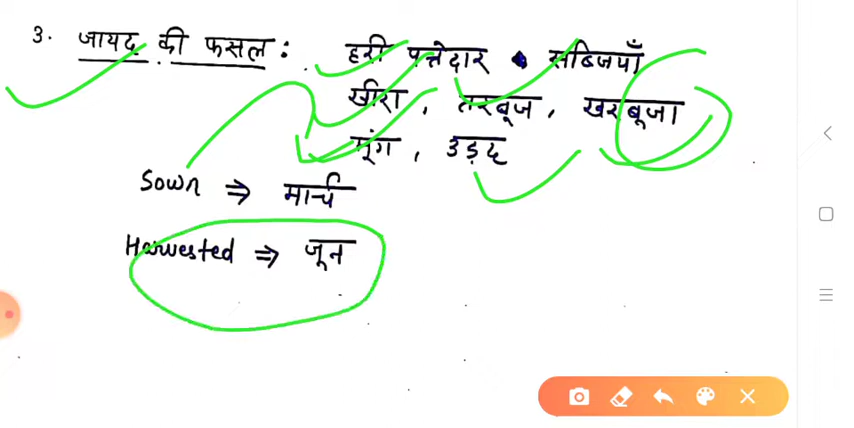 3. जायद की फसल : हरी पत्तेदार सब्जियाँ
खीरा, तरबूज, खरबूजा
मूंग, उड़द
Sown ⇒ मार्च
Harvested ⇒ जून